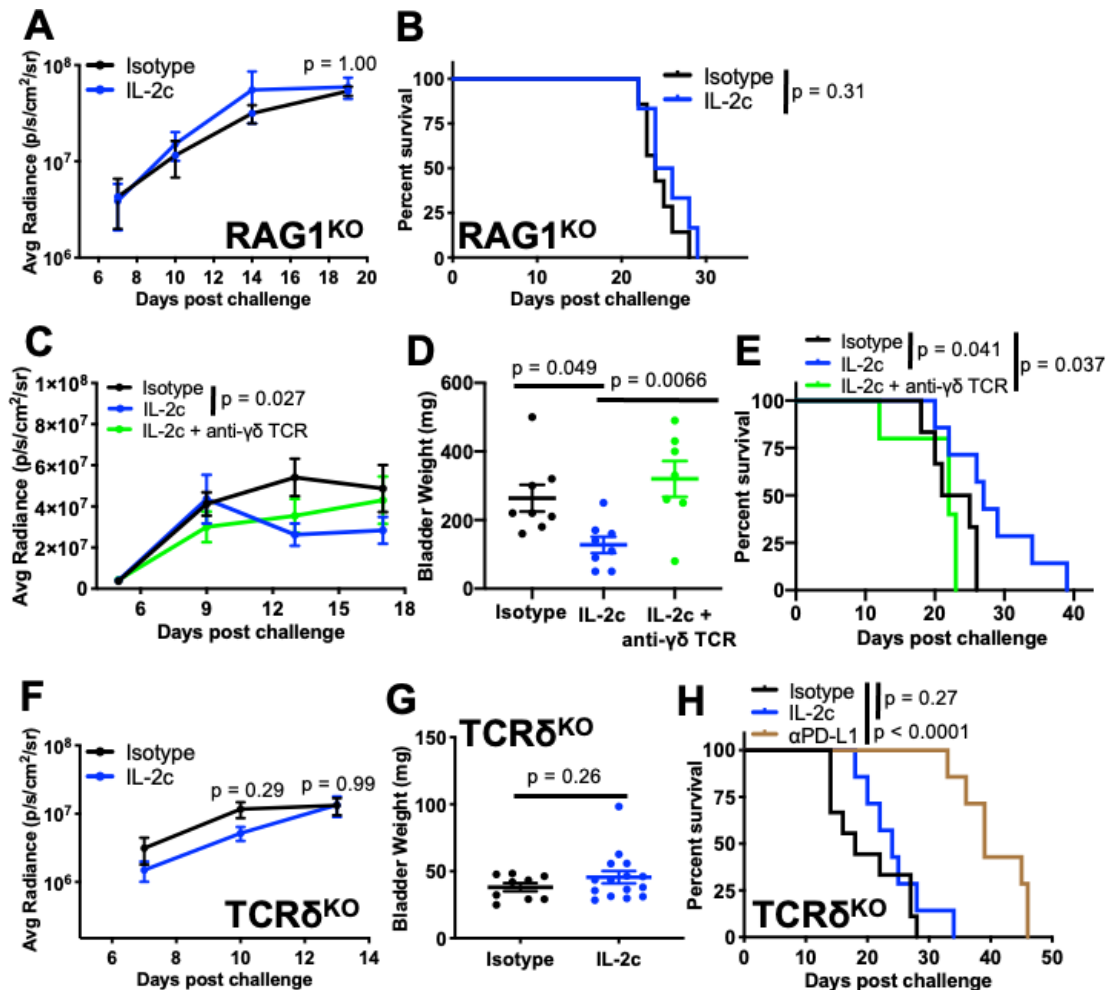 A
Isotype
IL-2c
p = 1.00
Avg Radiance (p/s/cm²/sr)
10⁸
10⁷
10⁶
6 8 10 12 14 16 18 20
Days post challenge
RAG1ᴷᴼ
B
Isotype
IL-2c
p = 0.31
Percent survival
100
75
50
25
0
0 10 20 30
Days post challenge
RAG1ᴷᴼ
C
Isotype
IL-2c
IL-2c + anti-γδ TCR
p = 0.027
Avg Radiance (p/s/cm²/sr)
1×10⁸
8×10⁷
6×10⁷
4×10⁷
2×10⁷
0
6 9 12 15 18
Days post challenge
D
p = 0.049
p = 0.0066
Bladder Weight (mg)
600
400
200
0
Isotype IL-2c IL-2c +
anti-γδ TCR
E
Isotype
IL-2c
IL-2c + anti-γδ TCR
p = 0.041
p = 0.037
Percent survival
100
75
50
25
0
0 10 20 30 40
Days post challenge
F
Isotype
IL-2c
p = 0.29
p = 0.99
Avg Radiance (p/s/cm²/sr)
10⁸
10⁷
10⁶
6 8 10 12 14
Days post challenge
TCRδᴷᴼ
G
TCRδᴷᴼ
p = 0.26
Bladder Weight (mg)
150
100
50
0
Isotype IL-2c
H
Isotype
IL-2c
αPD-L1
p = 0.27
p < 0.0001
Percent survival
100
75
50
25
0
0 10 20 30 40 50
Days post challenge
TCRδᴷᴼ